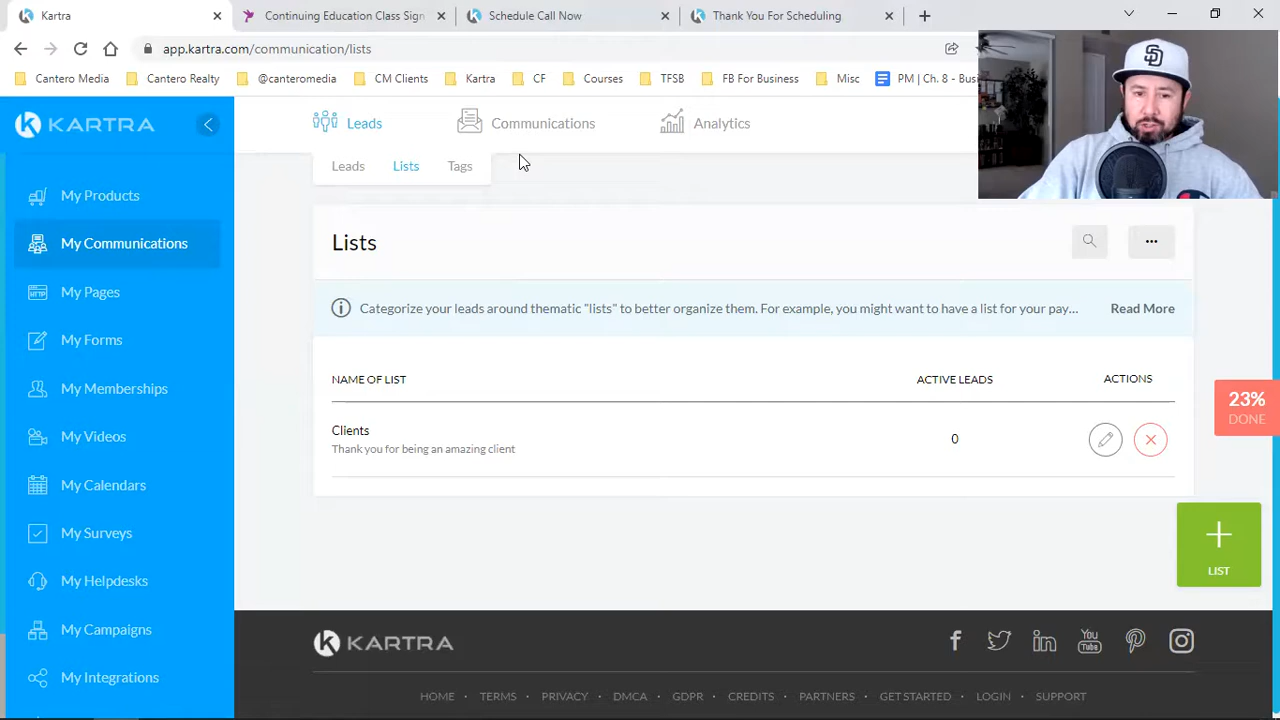 Kartra
Continuing Education Class Sign
Schedule Call Now
Thank You For Scheduling
app.kartra.com/communication/lists
Cantero Media
Cantero Realty
@canteromedia
CM Clients
Kartra
CF
Courses
TFSB
FB For Business
Misc
PM | Ch. 8 - Busi
KARTRA
Leads
Communications
Analytics
Leads
Lists
Tags
My Products
My Communications
My Pages
My Forms
My Memberships
My Videos
My Calendars
My Surveys
My Helpdesks
My Campaigns
My Integrations
Lists
Categorize your leads around thematic "lists" to better organize them. For example, you might want to have a list for your pay...
Read More
NAME OF LIST
ACTIVE LEADS
ACTIONS
Clients
Thank you for being an amazing client
0
23%
DONE
LIST
KARTRA
You
Tube
HOME · TERMS · PRIVACY · DMCA · GDPR · CREDITS · PARTNERS · GET STARTED · LOGIN · SUPPORT